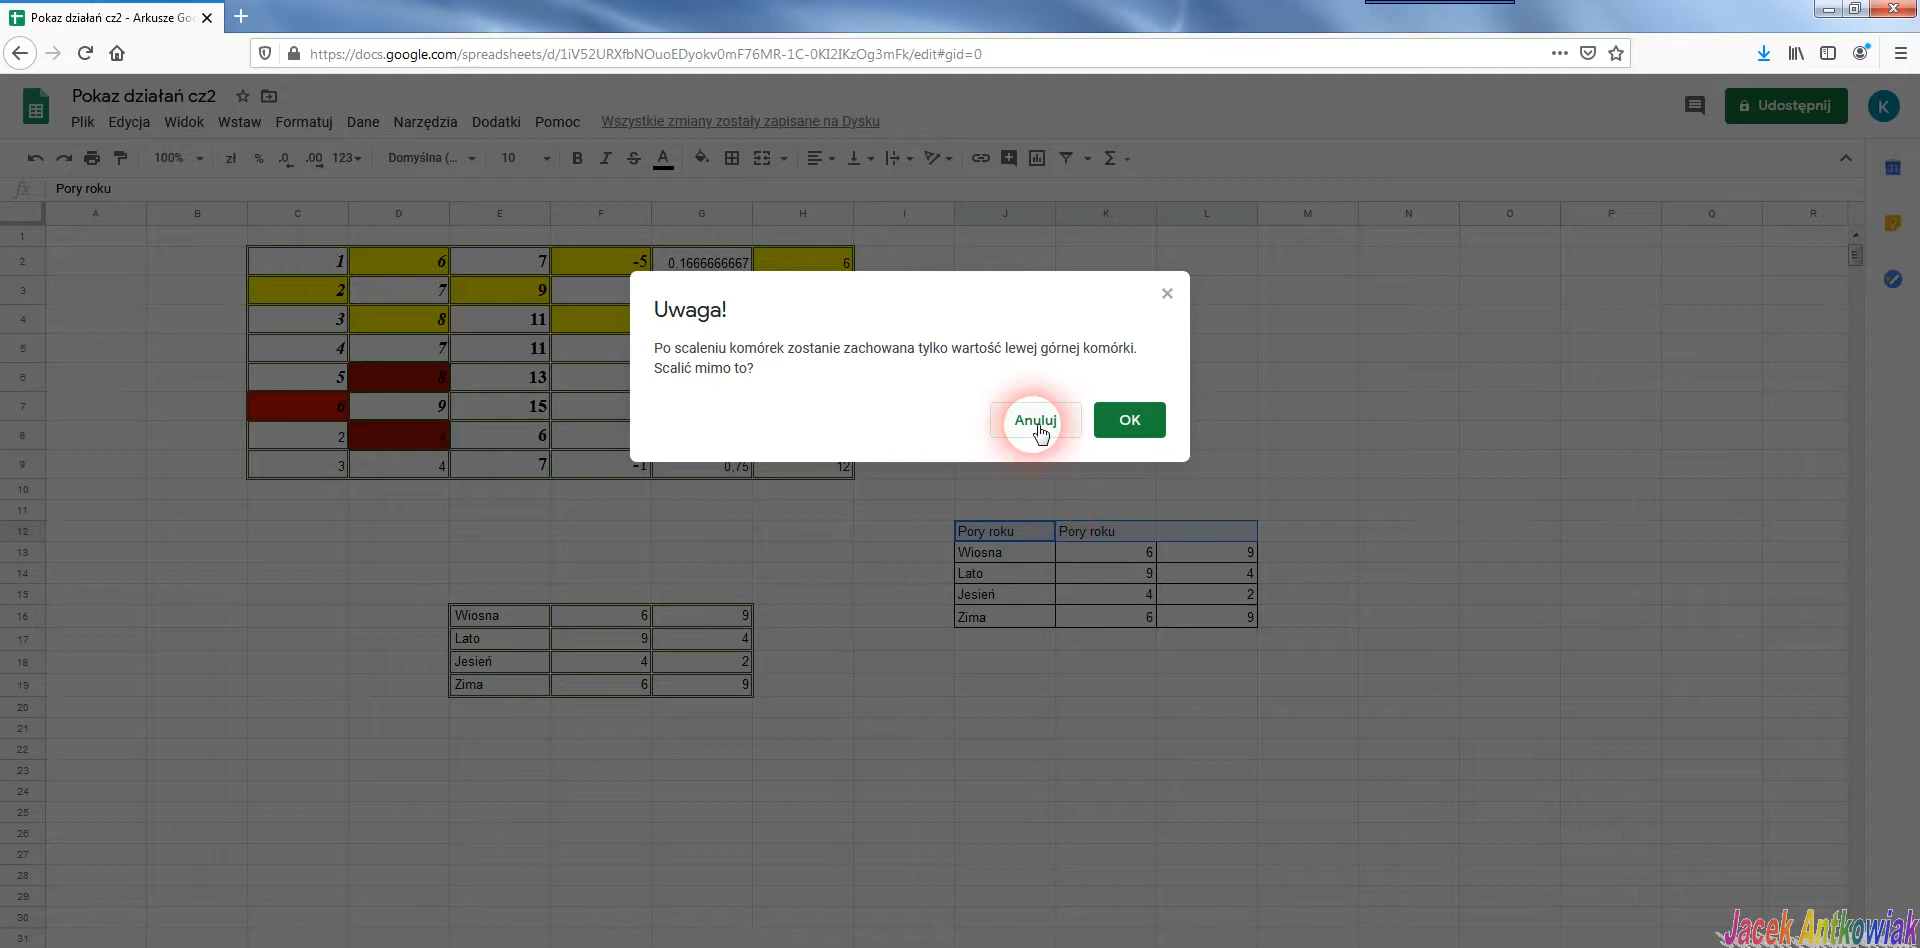 Pokaz działań cz2 - Arkusze Goo
https://docs.google.com/spreadsheets/d/1iV52URXfbNOuoEDyokv0mF76MR-1C-0KI2IKzOg3mFk/edit#gid=0
Pokaz działań cz2
Udostępnij
K
Plik Edycja Widok Wstaw Formatuj Dane Narzędzia Dodatki Pomoc Wszystkie zmiany zostały zapisane na Dysku
100% zł % .0 .00 123 Domyślna (... 10 B I S A Σ
fx Pory roku
31
A B C D E F G H I J K L M N O P Q R
1
2 1 6 7 -5 0,1666666667 6
3 2 7 9
4 3 8 11
5 4 7 11
6 5 8 13
7 6 9 15
8 2 6
9 3 4 7 -1 0,75 12
Uwaga!
Po scaleniu komórek zostanie zachowana tylko wartość lewej górnej komórki.
Scalić mimo to?
Anuluj OK
10
11
12 Pory roku Pory roku
13 Wiosna 6 9
14 Lato 9 4
15 Jesień 4 2
16 Wiosna 6 9 Zima 6 9
17 Lato 9 4
18 Jesień 4 2
19 Zima 6 9
20
21
22
23
24
25
26
27
28
29
30
31
Jacek Antkowiak